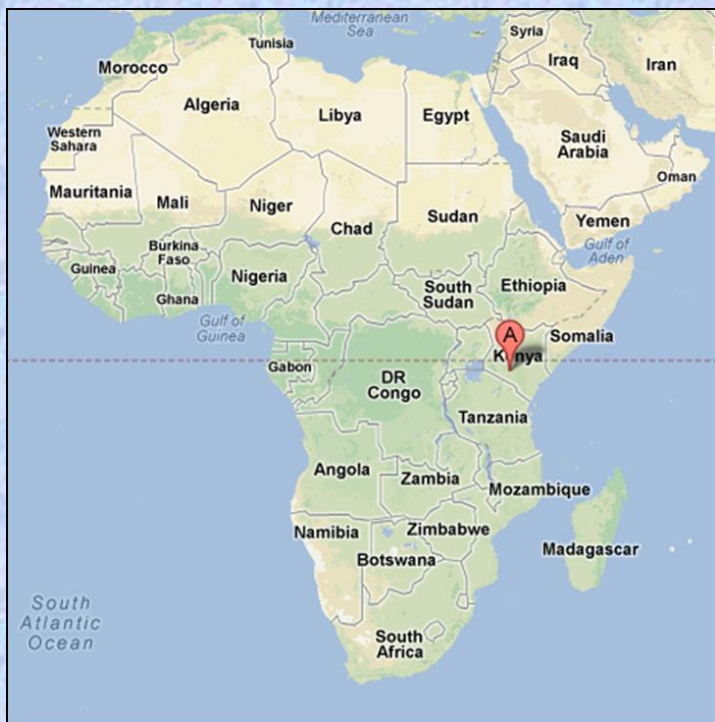 Mediterranean
Sea
Syria
Tunisia
Morocco
Iraq
Iran
Algeria
Libya
Egypt
Western
Sahara
Saudi
Arabia
Oman
Mauritania
Mali
Niger
Chad
Sudan
Yemen
Gulf of
Aden
Burkina
Faso
Guinea
Nigeria
Ethiopia
South
Sudan
Ghana
Gulf of
Guinea
A
Somalia
Kenya
Gabon
DR
Congo
Tanzania
Angola
Zambia
Mozambique
Namibia
Zimbabwe
Madagascar
Botswana
South
Atlantic
Ocean
South
Africa